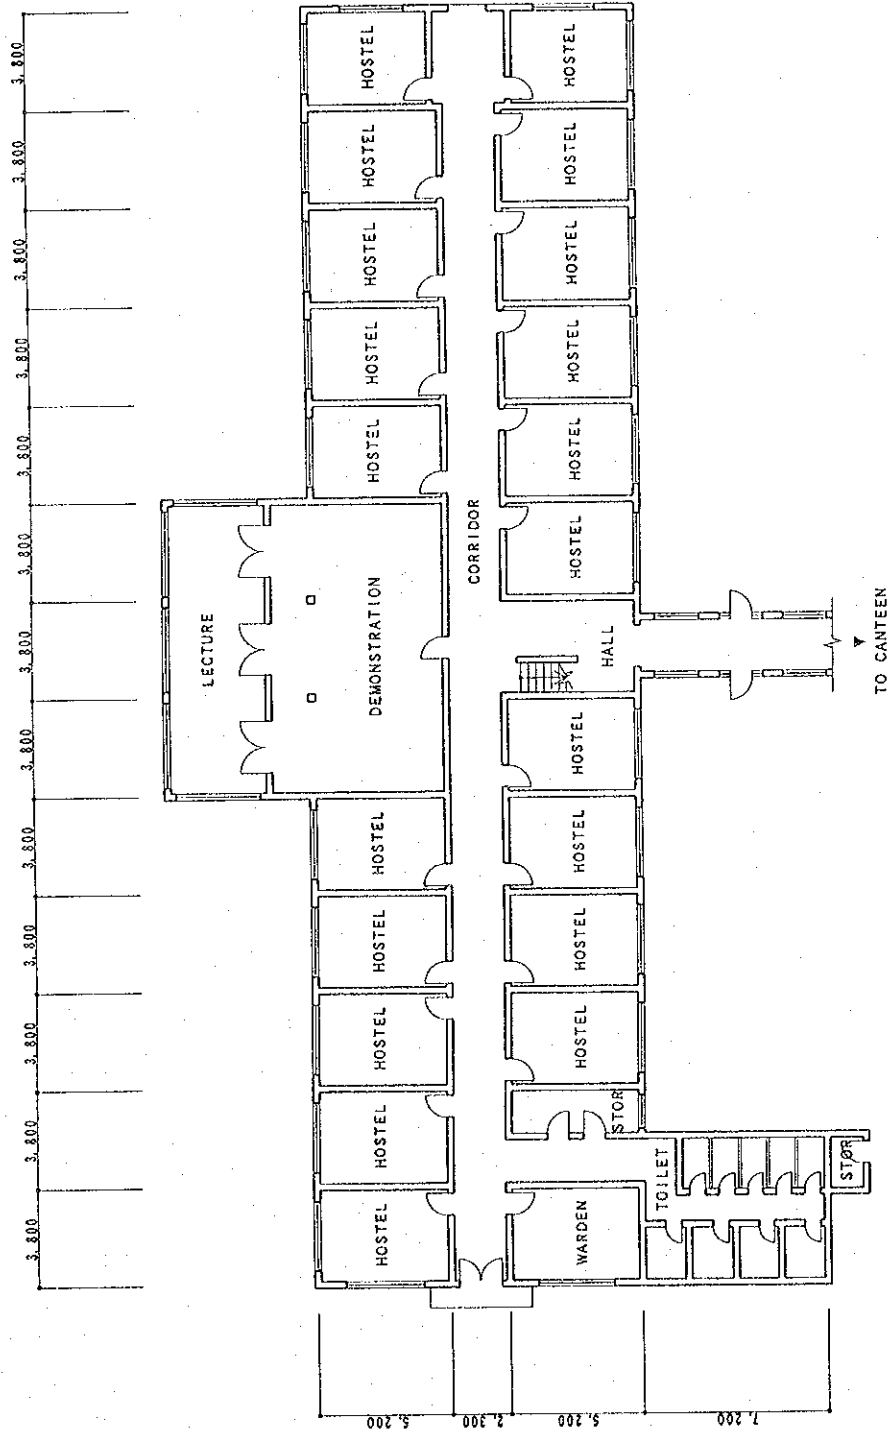 3,800
3,800
3,800
3,800
3,800
3,800
3,800
3,800
3,800
3,800
3,800
3,800
3,800
LECTURE
DEMONSTRATION
HOSTEL
HOSTEL
HOSTEL
HOSTEL
HOSTEL
HOSTEL
HOSTEL
HOSTEL
HOSTEL
HOSTEL
CORRIDOR
WARDEN
STOR
HOSTEL
HOSTEL
HOSTEL
HOSTEL
HALL
HOSTEL
HOSTEL
HOSTEL
HOSTEL
HOSTEL
HOSTEL
TOILET
STOR
TO CANTEEN
5,200
2,300
5,200
7,200